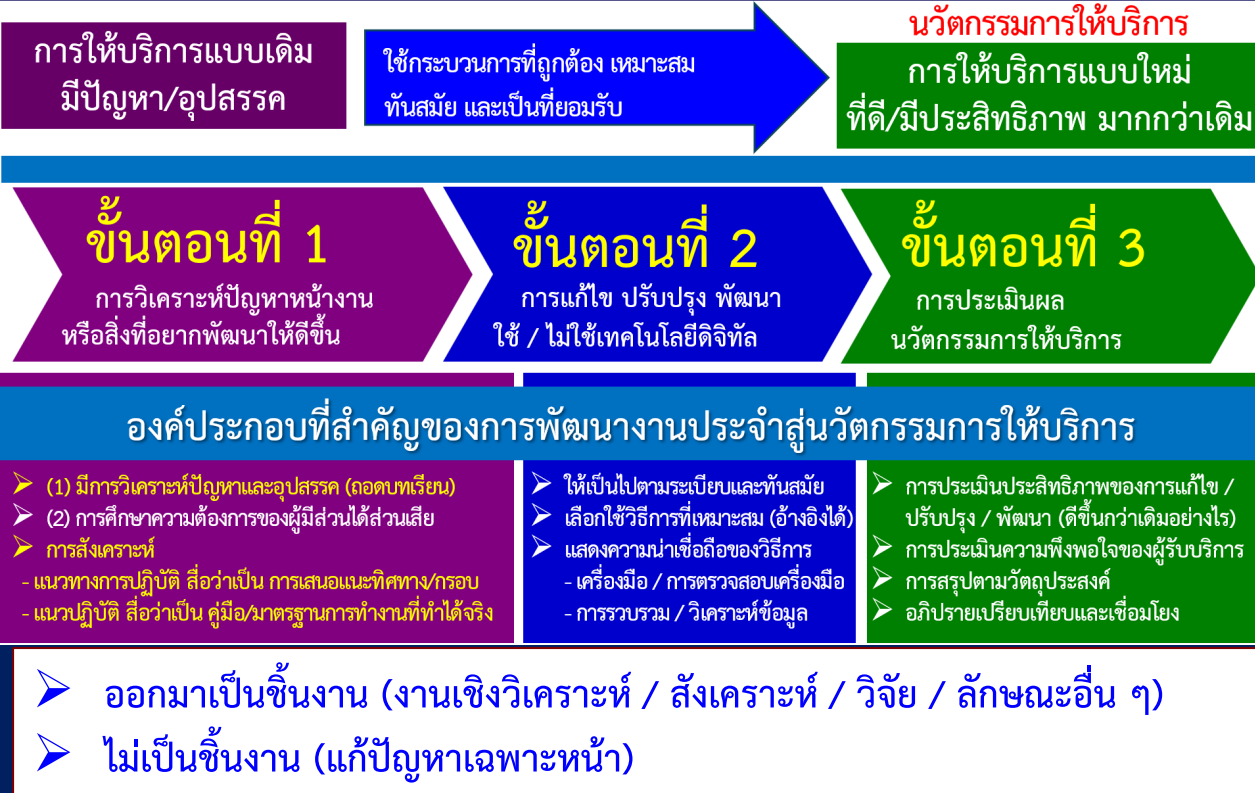 การให้บริการแบบเดิม
มีปัญหา/อุปสรรค
ใช้กระบวนการที่ถูกต้อง เหมาะสม
ทันสมัย และเป็นที่ยอมรับ
นวัตกรรมการให้บริการ
การให้บริการแบบใหม่
ที่ดี/มีประสิทธิภาพ มากกว่าเดิม
ขั้นตอนที่ 1
การวิเคราะห์ปัญหาหน้างาน
หรือสิ่งที่อยากพัฒนาให้ดีขึ้น
ขั้นตอนที่ 2
การแก้ไข ปรับปรุง พัฒนา
ใช้ / ไม่ใช้เทคโนโลยีดิจิทัล
ขั้นตอนที่ 3
การประเมินผล
นวัตกรรมการให้บริการ
องค์ประกอบที่สำคัญของการพัฒนางานประจำสู่นวัตกรรมการให้บริการ
➢ (1) มีการวิเคราะห์ปัญหาและอุปสรรค (ถอดบทเรียน)
➢ (2) การศึกษาความต้องการของผู้มีส่วนได้ส่วนเสีย
➢ การสังเคราะห์
- แนวทางการปฏิบัติ สื่อว่าเป็น การเสนอแนะทิศทาง/กรอบ
- แนวปฏิบัติ สื่อว่าเป็น คู่มือ/มาตรฐานการทำงานที่ทำได้จริง
➢ ให้เป็นไปตามระเบียบและทันสมัย
➢ เลือกใช้วิธีการที่เหมาะสม (อ้างอิงได้)
➢ แสดงความน่าเชื่อถือของวิธีการ
- เครื่องมือ / การตรวจสอบเครื่องมือ
- การรวบรวม / วิเคราะห์ข้อมูล
➢ การประเมินประสิทธิภาพของการแก้ไข /
ปรับปรุง / พัฒนา (ดีขึ้นกว่าเดิมอย่างไร)
➢ การประเมินความพึงพอใจของผู้รับบริการ
➢ การสรุปตามวัตถุประสงค์
➢ อภิปรายเปรียบเทียบและเชื่อมโยง
➢ ออกมาเป็นชิ้นงาน (งานเชิงวิเคราะห์ / สังเคราะห์ / วิจัย / ลักษณะอื่น ๆ)
➢ ไม่เป็นชิ้นงาน (แก้ปัญหาเฉพาะหน้า)